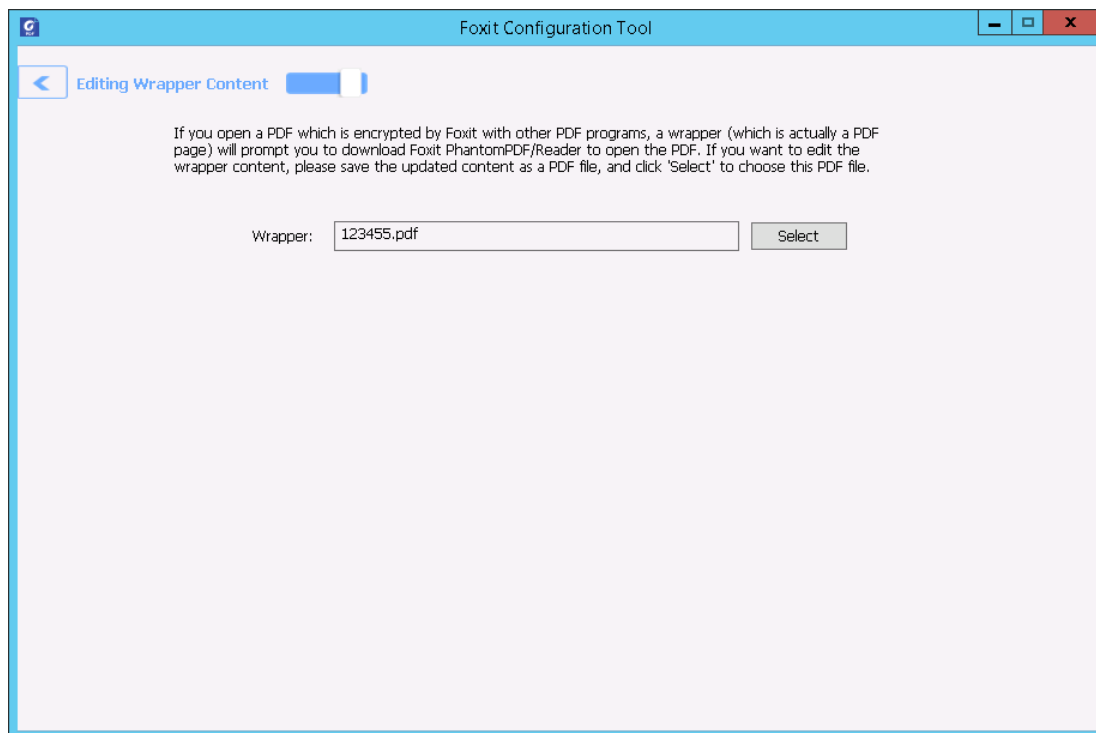 Foxit Configuration Tool
Editing Wrapper Content
If you open a PDF which is encrypted by Foxit with other PDF programs, a wrapper (which is actually a PDF
page) will prompt you to download Foxit PhantomPDF/Reader to open the PDF. If you want to edit the
wrapper content, please save the updated content as a PDF file, and click 'Select' to choose this PDF file.
Wrapper: 123455.pdf Select